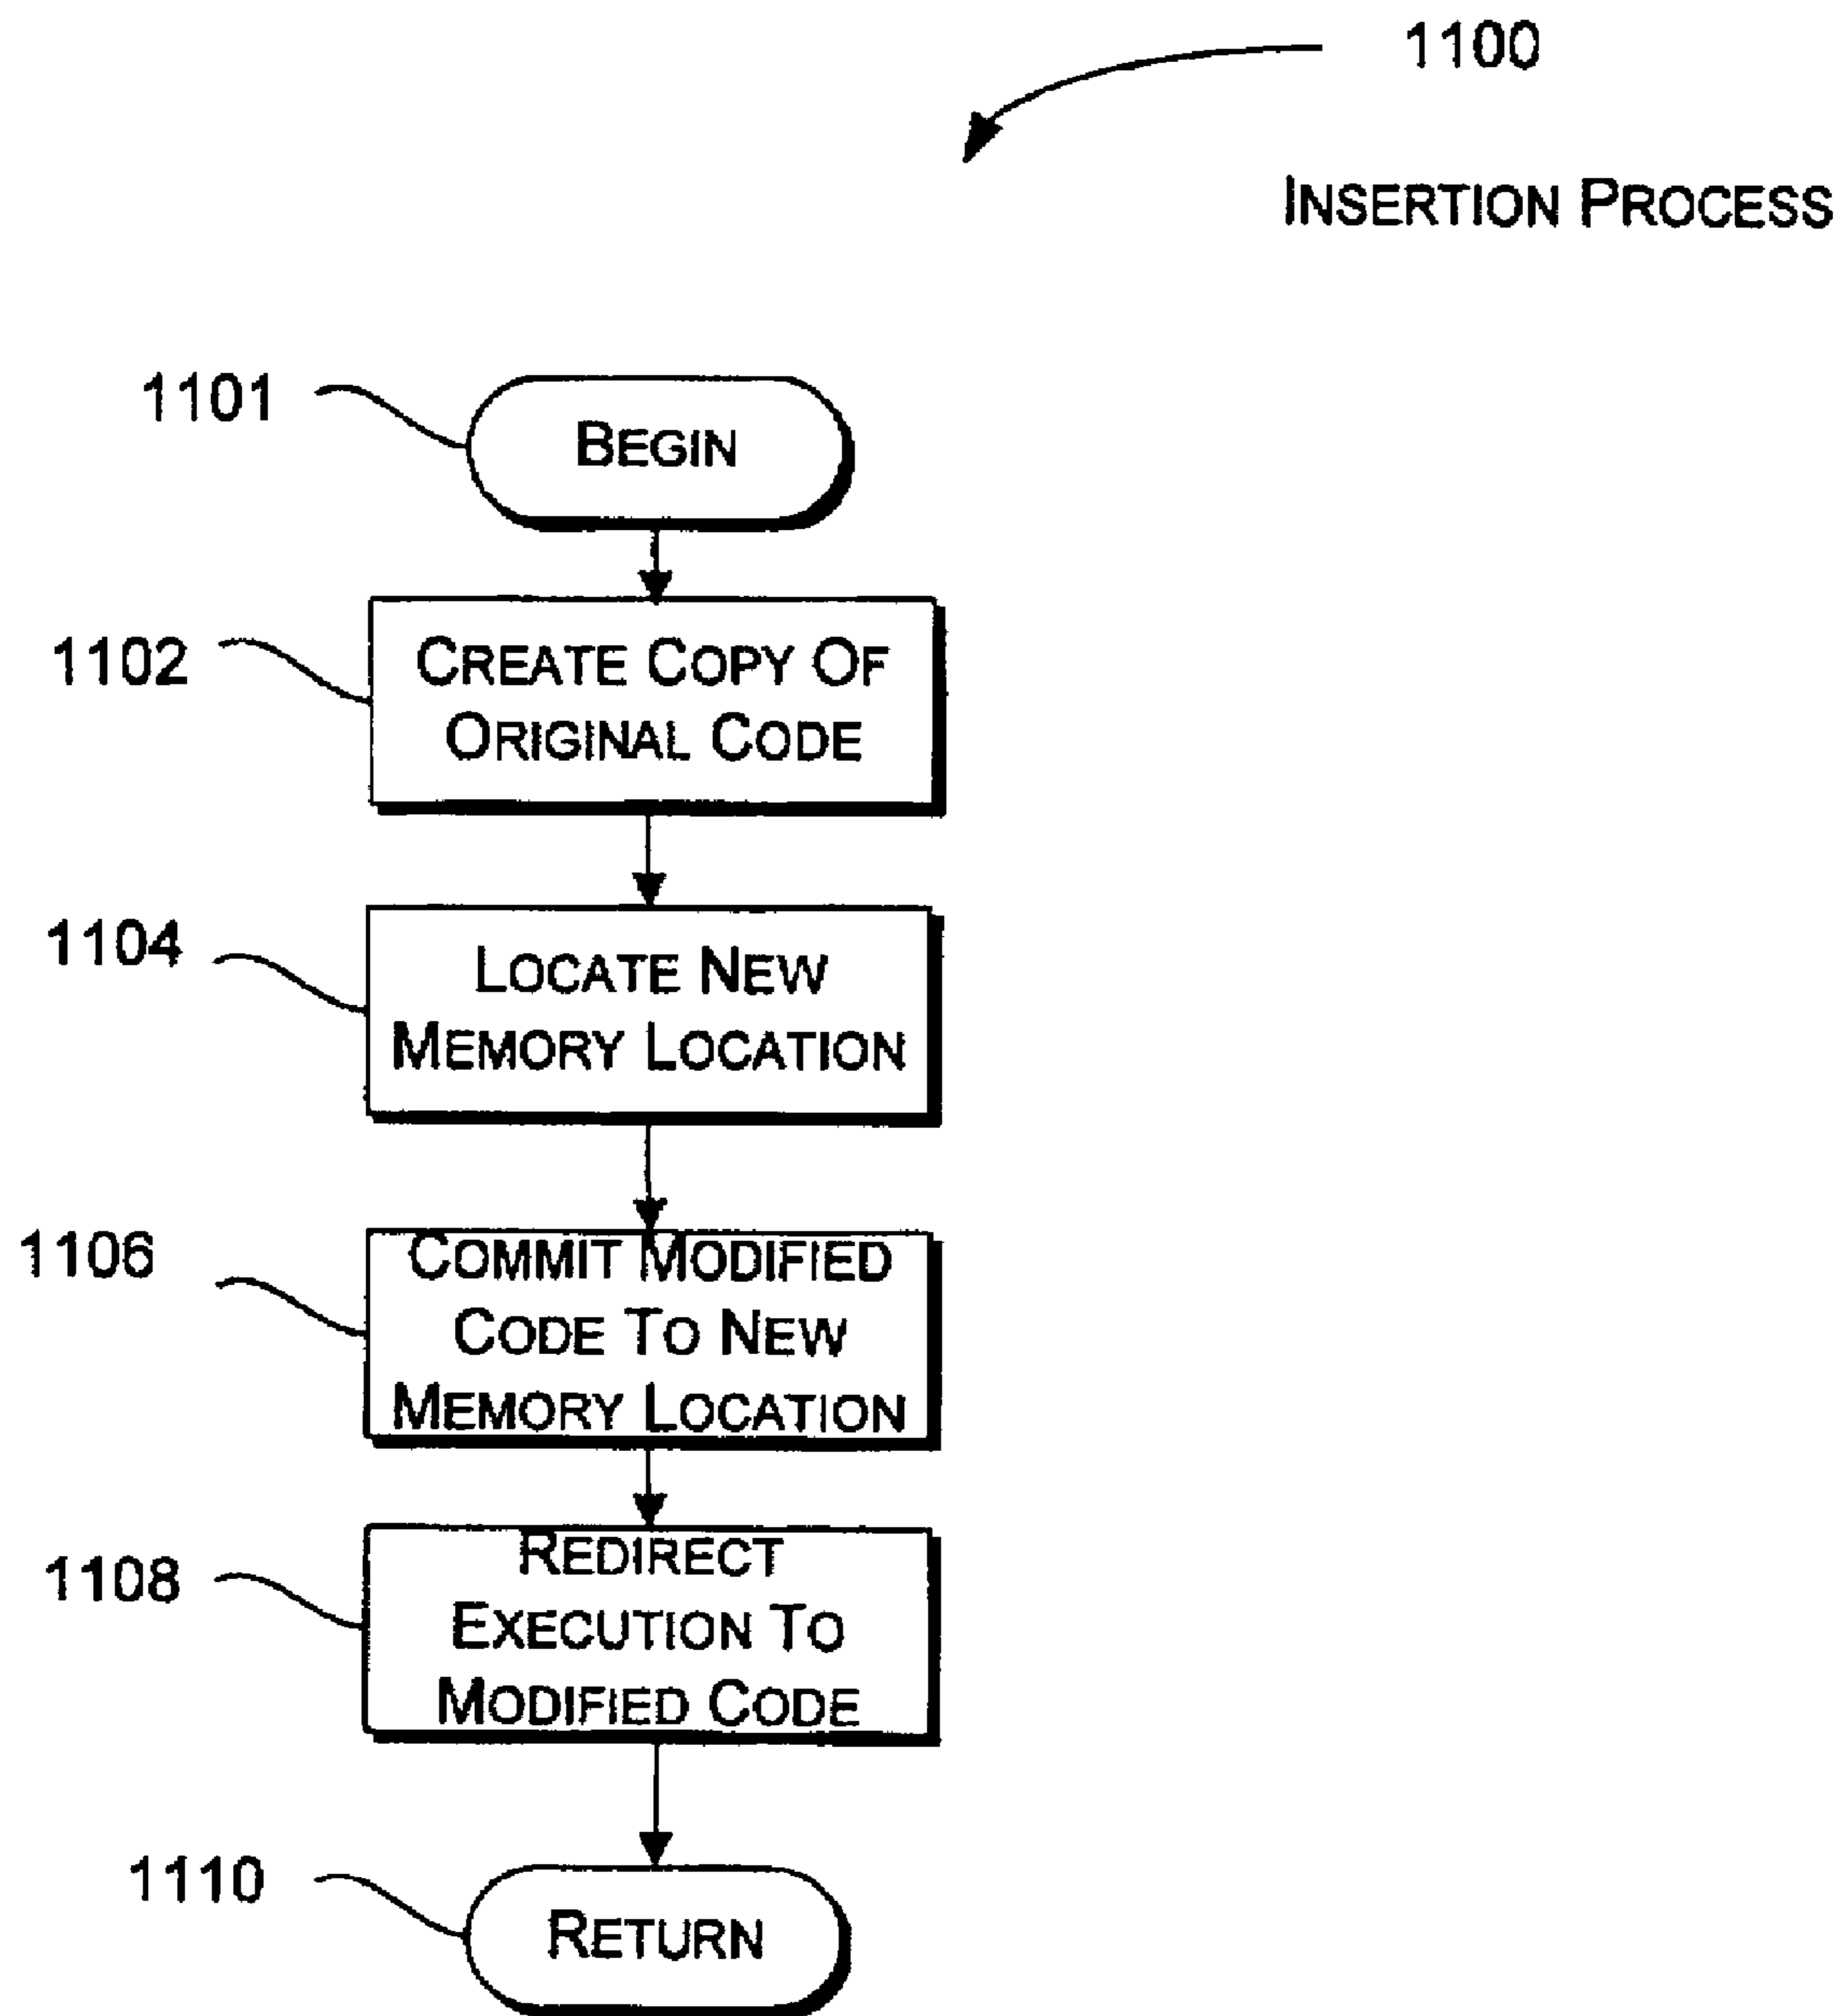 1100
INSERTION PROCESS
1101
BEGIN
1102
CREATE COPY OF
ORIGINAL CODE
1104
LOCATE NEW
MEMORY LOCATION
1106
COMMIT MODIFIED
CODE TO NEW
MEMORY LOCATION
1108
REDIRECT
EXECUTION TO
MODIFIED CODE
1110
RETURN